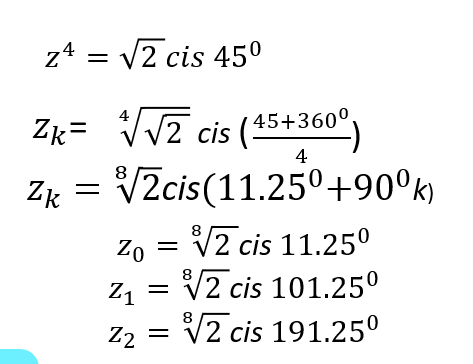 z⁴ = √2 cis 45⁰
Zₖ= ∜√2 cis (45+360⁰/4)
zₖ = ⁸√2cis(11.25⁰+90⁰k)
z₀ = ⁸√2 cis 11.25⁰
z₁ = ⁸√2 cis 101.25⁰
z₂ = ⁸√2 cis 191.25⁰